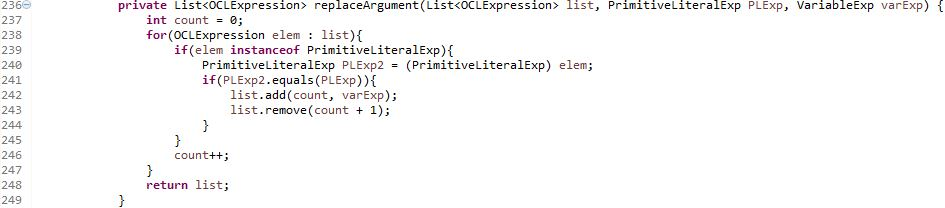 236 private List<OCLExpression> replaceArgument(List<OCLExpression> list, PrimitiveLiteralExp PLExp, VariableExp varExp) {
237 int count = 0;
238 for(OCLExpression elem : list){
239 if(elem instanceof PrimitiveLiteralExp){
240 PrimitiveLiteralExp PLExp2 = (PrimitiveLiteralExp) elem;
241 if(PLExp2.equals(PLExp)){
242 list.add(count, varExp);
243 list.remove(count + 1);
244 }
245 }
246 count++;
247 }
248 return list;
249 }